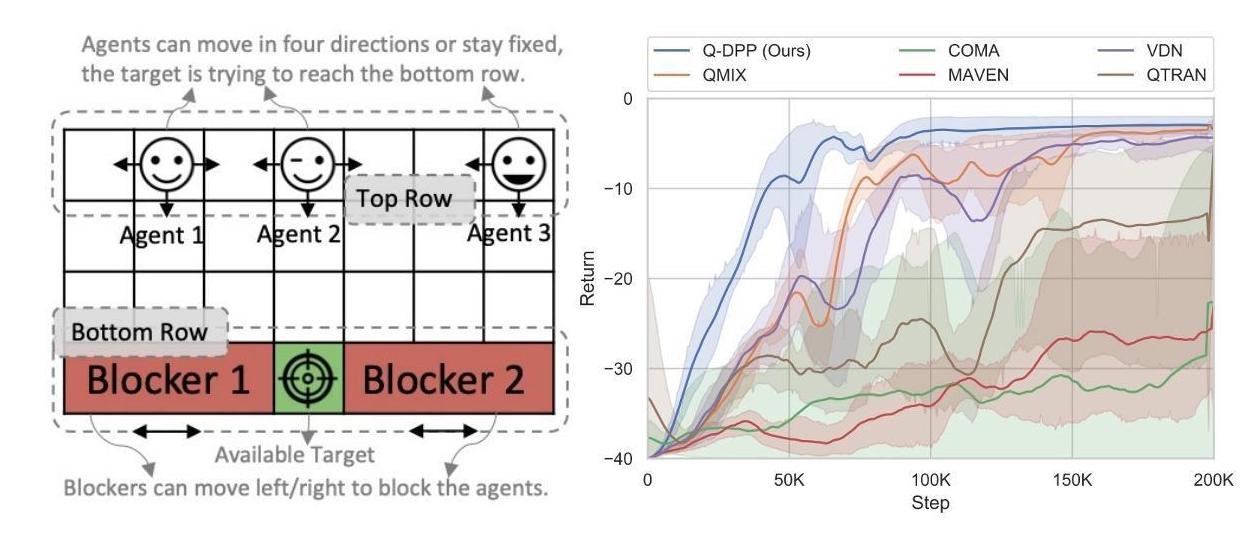 Agents can move in four directions or stay fixed,
the target is trying to reach the bottom row.
Top Row
Agent 1
Agent 2
Agent 3
Bottom Row
Blocker 1
Blocker 2
Available Target
Blockers can move left/right to block the agents.
Q-DPP (Ours)
COMA
VDN
QMIX
MAVEN
QTRAN
0
−10
−20
−30
−40
Return
0
50K
100K
150K
200K
Step